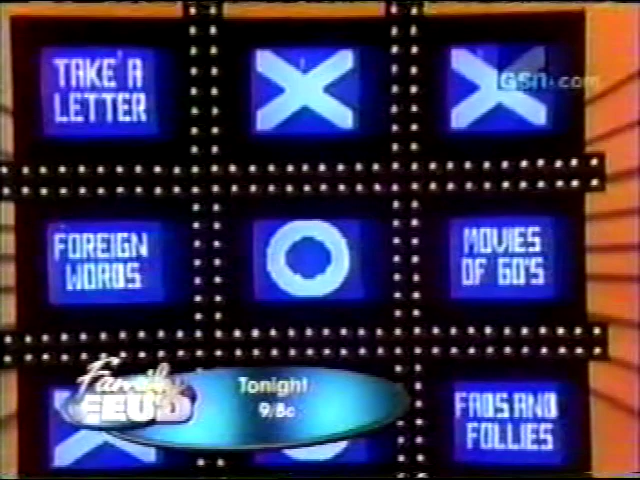 TAKE A
LETTER
X
X
GSN.com
FOREIGN
WORDS
O
MOVIES
OF 60'S
Family
FEUD
Tonight
9/8c
X
O
FADS AND
FOLLIES